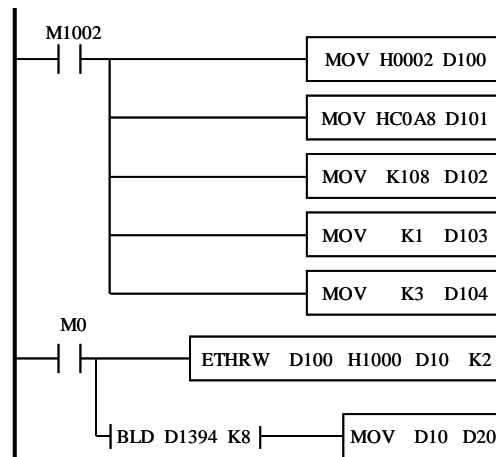 M1002
MOV H0002 D100
MOV HC0A8 D101
MOV K108 D102
MOV K1 D103
MOV K3 D104
M0
ETHRW D100 H1000 D10 K2
BLD D1394 K8
MOV D10 D20